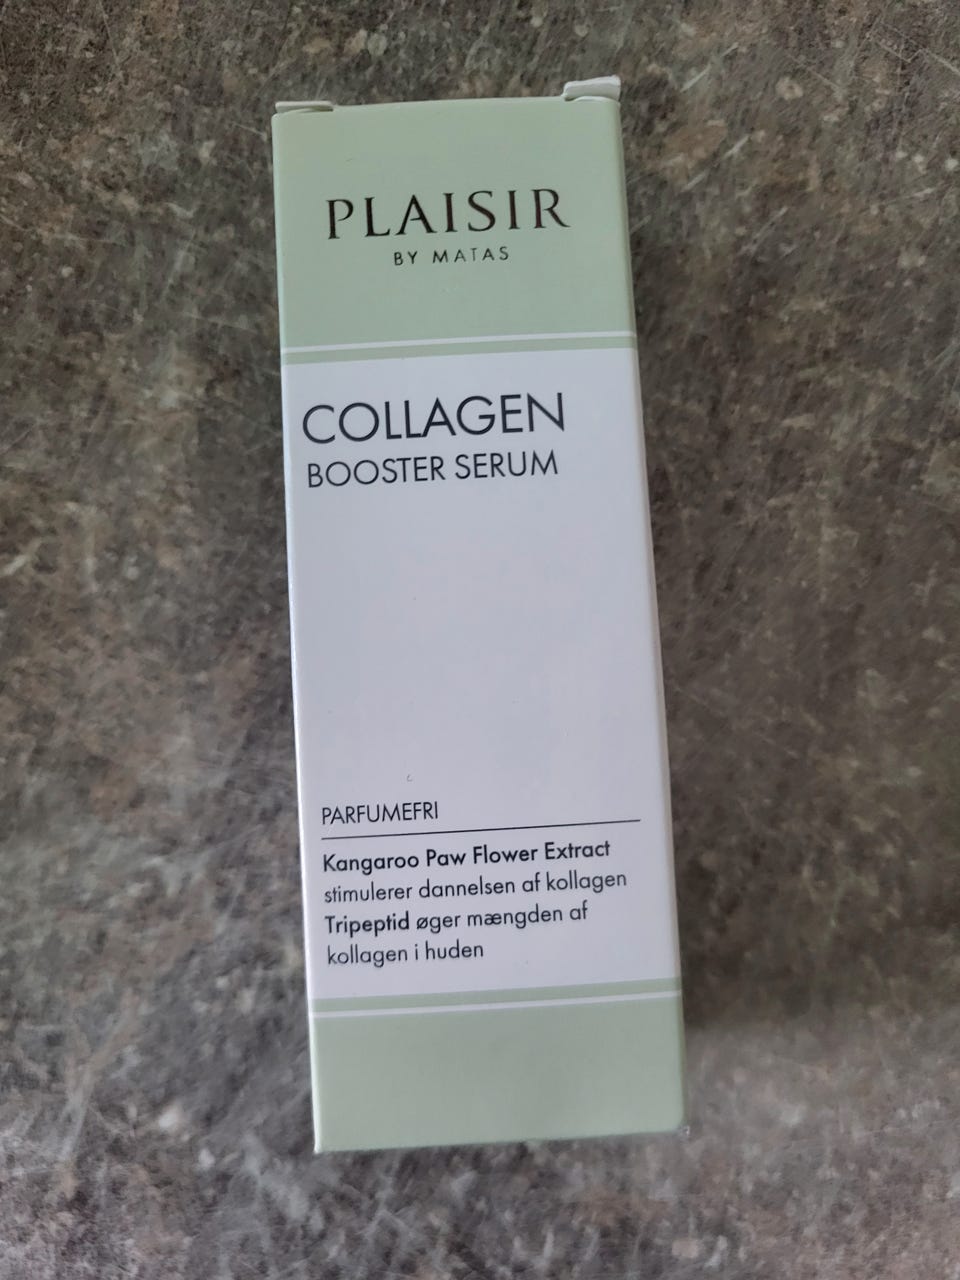 PLAISIR
BY MATAS
COLLAGEN
BOOSTER SERUM
PARFUMEFRI
Kangaroo Paw Flower Extract
stimulerer dannelsen af kollagen
Tripeptid øger mængden af
kollagen i huden